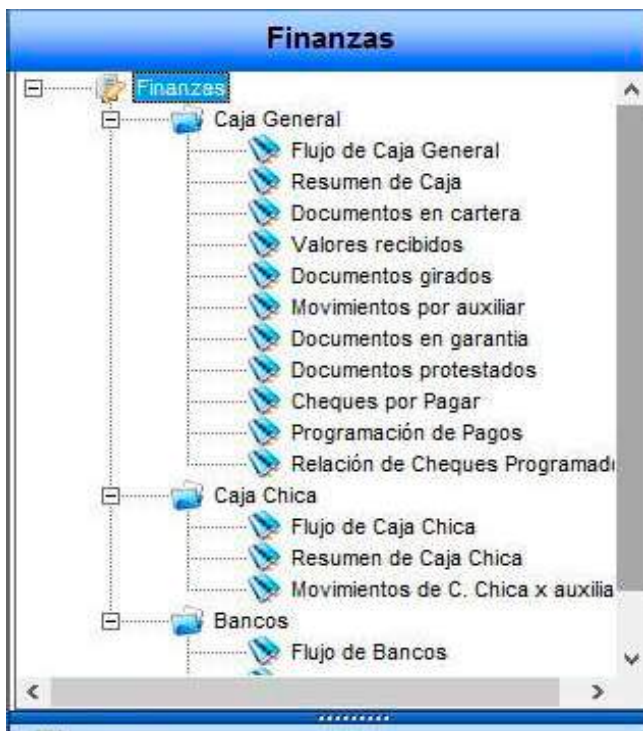 Finanzas
Finanzas
Caja General
Flujo de Caja General
Resumen de Caja
Documentos en cartera
Valores recibidos
Documentos girados
Movimientos por auxiliar
Documentos en garantia
Documentos protestados
Cheques por Pagar
Programación de Pagos
Relación de Cheques Programad
Caja Chica
Flujo de Caja Chica
Resumen de Caja Chica
Movimientos de C. Chica x auxilia
Bancos
Flujo de Bancos